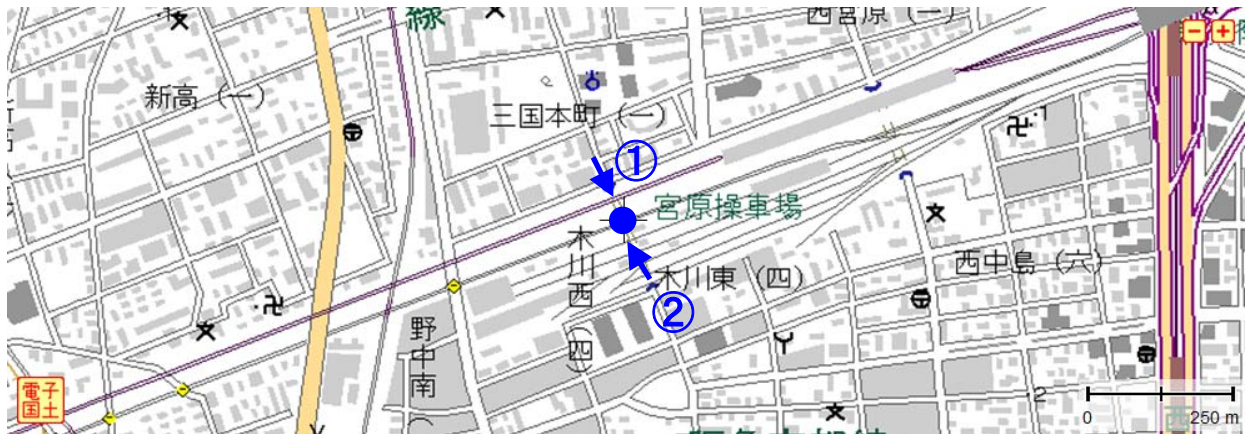 西宮原(一)
線
新高(一)
三国本町(一)
①
宮原操車場
木川西(四)
木川東(四)
②
西中島(六)
野中南(
電子
国土
0
250 m